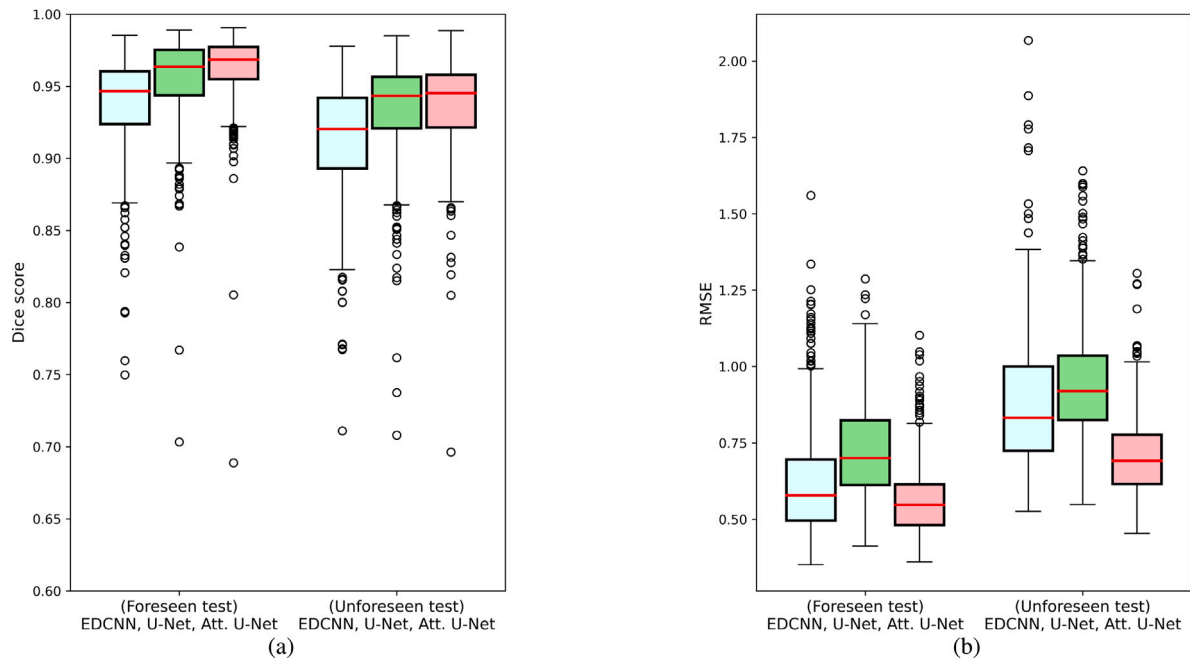 1.00
0.95
0.90
0.85
0.80
0.75
0.70
0.65
0.60
Dice score
(Foreseen test)
EDCNN, U-Net, Att. U-Net
(Unforeseen test)
EDCNN, U-Net, Att. U-Net
(a)
2.00
1.75
1.50
1.25
1.00
0.75
0.50
RMSE
(Foreseen test)
EDCNN, U-Net, Att. U-Net
(Unforeseen test)
EDCNN, U-Net, Att. U-Net
(b)